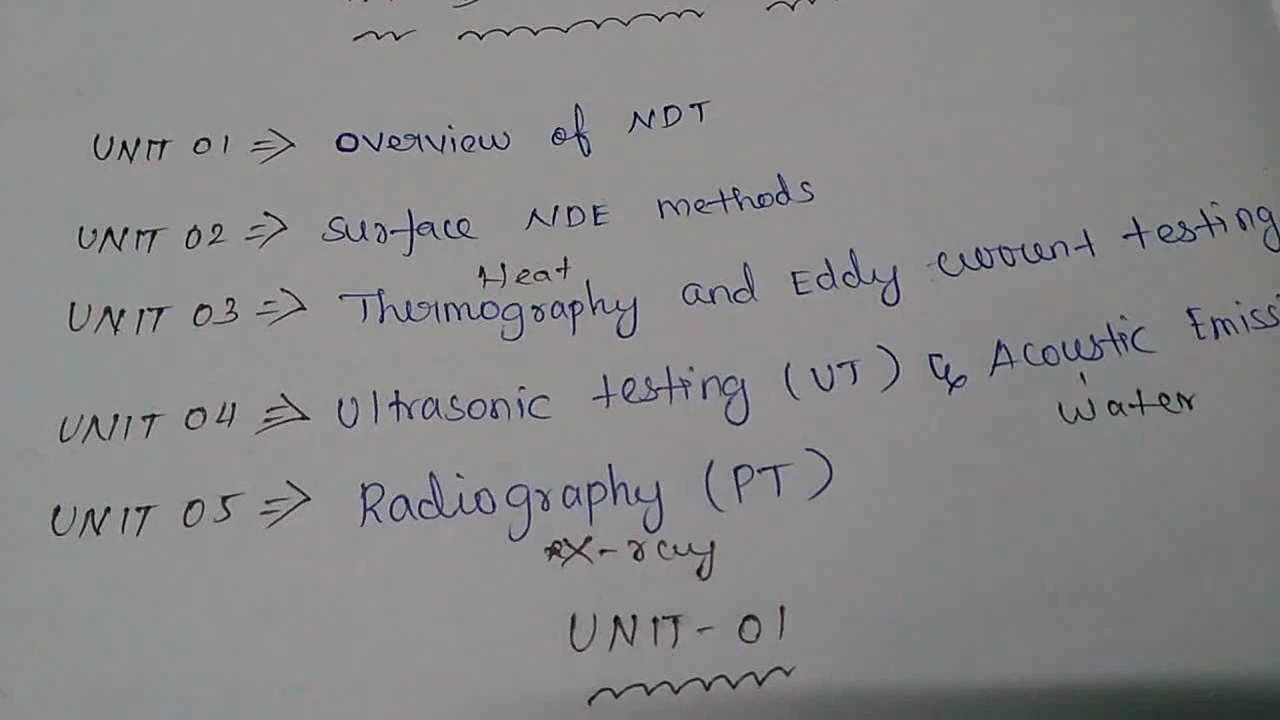 UNIT 01 => Overview of NDT
UNIT 02 => Surface NDE methods
Heat
UNIT 03 => Thermography and Eddy current testing
UNIT 04 => Ultrasonic testing (UT) & Acoustic Emiss
Water
UNIT 05 => Radiography (PT)
X-ray
UNIT-01